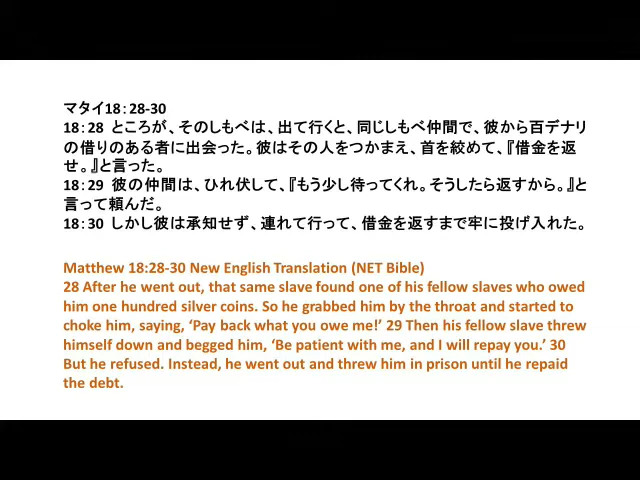 マタイ18：28-30
18：28 ところが、そのしもべは、出て行くと、同じしもべ仲間で、彼から百デナリ
の借りのある者に出会った。彼はその人をつかまえ、首を絞めて、『借金を返
せ。』と言った。
18：29 彼の仲間は、ひれ伏して、『もう少し待ってくれ。そうしたら返すから。』と
言って頼んだ。
18：30 しかし彼は承知せず、連れて行って、借金を返すまで牢に投げ入れた。
Matthew 18:28-30 New English Translation (NET Bible)
28 After he went out, that same slave found one of his fellow slaves who owed
him one hundred silver coins. So he grabbed him by the throat and started to
choke him, saying, ‘Pay back what you owe me!’ 29 Then his fellow slave threw
himself down and begged him, ‘Be patient with me, and I will repay you.’ 30
But he refused. Instead, he went out and threw him in prison until he repaid
the debt.